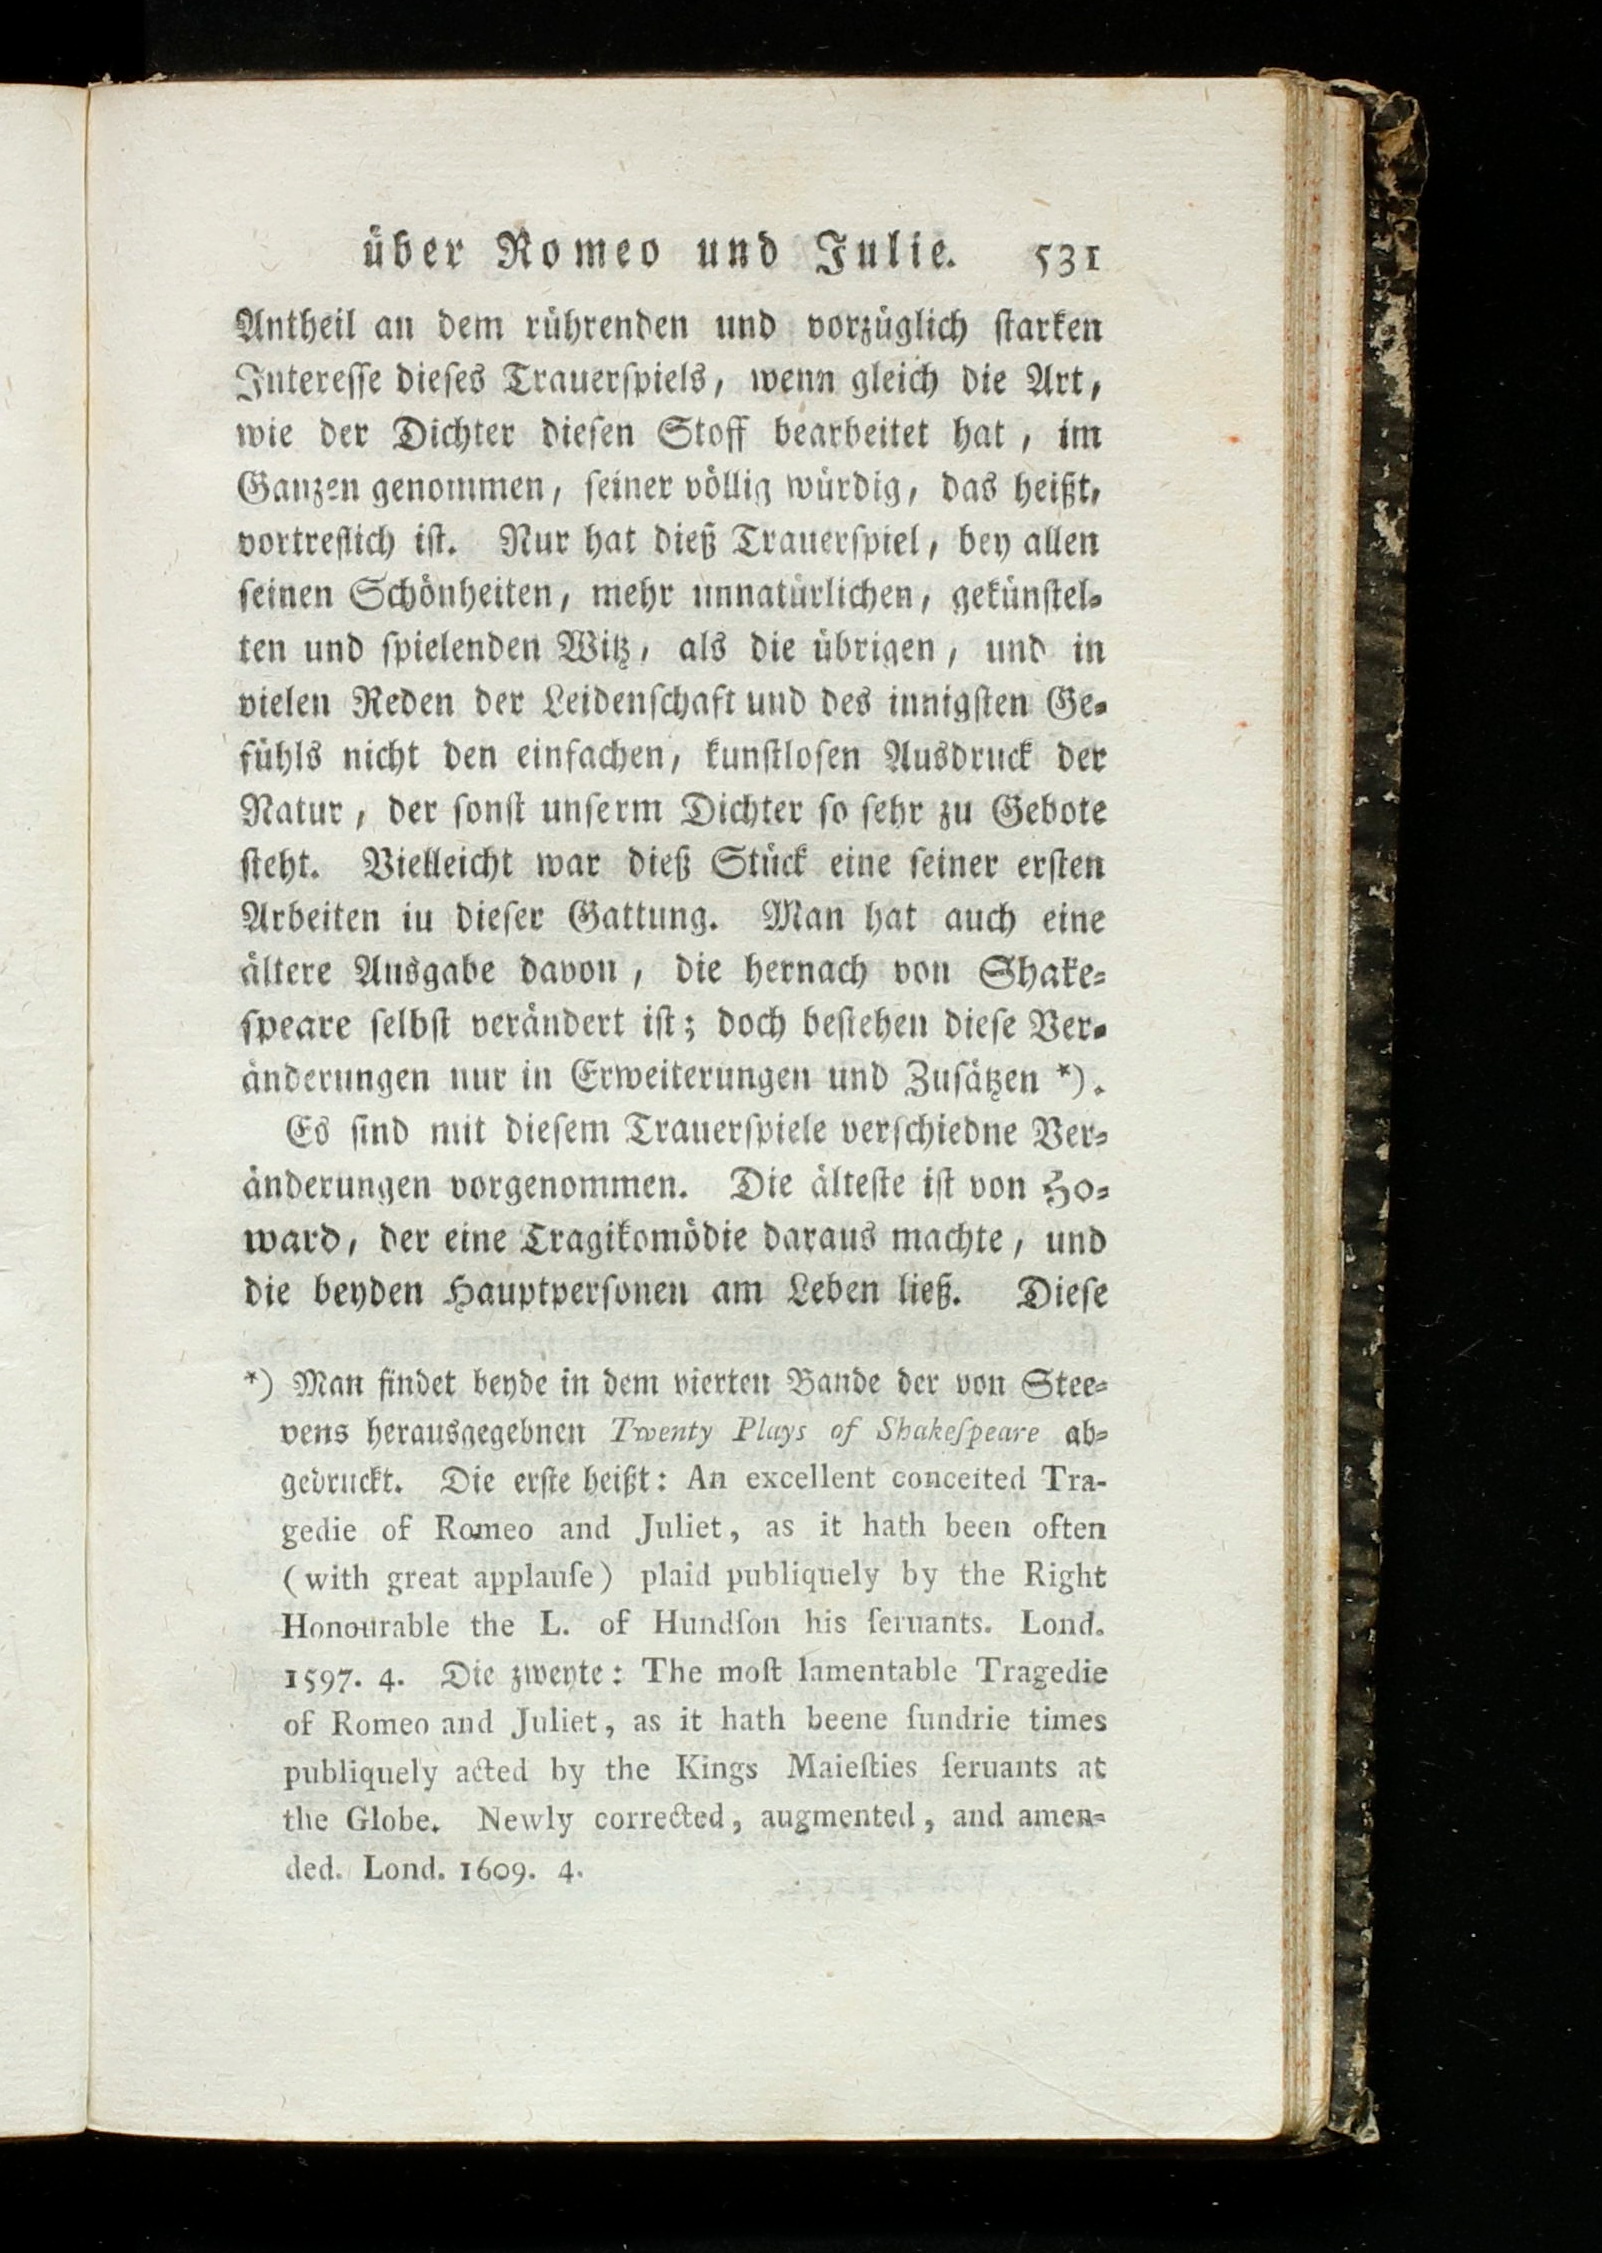 über Romeo und Julie. 531
Antheil an dem rührenden und vorzüglich ſtarken
Intereſſe dieſes Trauerſpiels, wenn gleich die Art,
wie der Dichter dieſen Stoff bearbeitet hat, im
Ganzen genommen, ſeiner völlig würdig, das heißt,
vortreflich iſt. Nur hat dieß Trauerſpiel, bey allen
ſeinen Schönheiten, mehr unnatürlichen, gekünſtel-
ten und ſpielenden Witz, als die übrigen, und in
vielen Reden der Leidenſchaft und des innigſten Ge-
fühls nicht den einfachen, kunſtloſen Ausdruck der
Natur, der ſonſt unſerm Dichter ſo ſehr zu Gebote
ſteht. Vielleicht war dieß Stück eine ſeiner erſten
Arbeiten iu dieſer Gattung. Man hat auch eine
ältere Ausgabe davon, die hernach von Shake-
ſpeare ſelbſt verändert iſt; doch beſtehen dieſe Ver-
änderungen nur in Erweiterungen und Zuſätzen *).
Es ſind mit dieſem Trauerſpiele verſchiedne Ver-
änderungen vorgenommen. Die älteſte iſt von Ho-
ward, der eine Tragikomödie daraus machte, und
die beyden Hauptperſonen am Leben ließ. Dieſe
*) Man findet beyde in dem vierten Bande der von Stee-
vens herausgegebnen Twenty Plays of Shakeſpeare ab-
gedruckt. Die erſte heißt: An excellent conceited Tra-
gedie of Romeo and Juliet, as it hath been often
(with great applauſe) plaid publiquely by the Right
Honourable the L. of Hundſon his ſeruants. Lond.
1597. 4. Die zweyte: The moſt lamentable Tragedie
of Romeo and Juliet, as it hath beene ſundrie times
publiquely acted by the Kings Maieſties ſeruants at
the Globe. Newly corrected, augmented, and amen-
ded. Lond. 1609. 4.